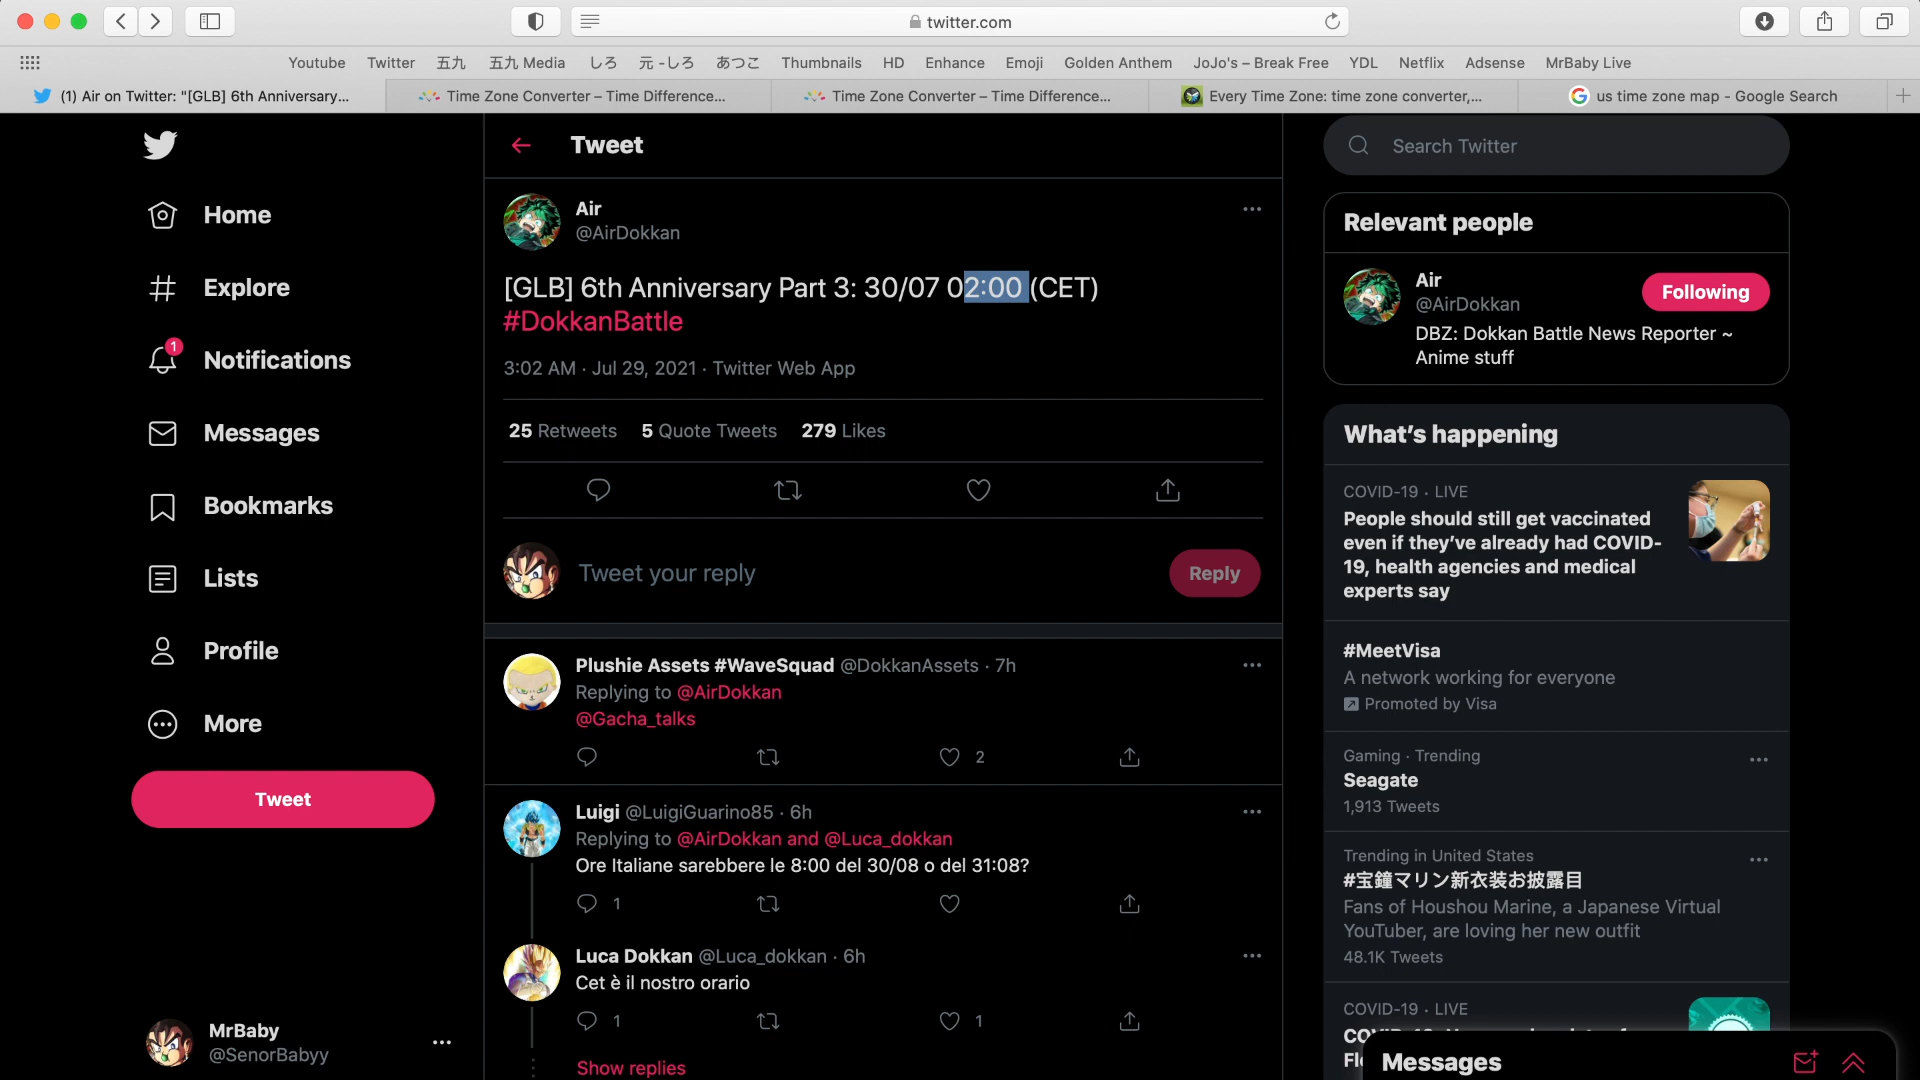 twitter.com
Youtube Twitter 五九 五九 Media しろ 元 -しろ あつこ Thumbnails HD Enhance Emoji Golden Anthem JoJo's – Break Free YDL Netflix Adsense MrBaby Live
(1) Air on Twitter: "[GLB] 6th Anniversary...
Time Zone Converter – Time Difference...
Time Zone Converter – Time Difference...
Every Time Zone: time zone converter,...
us time zone map - Google Search
Home
Explore
1
Notifications
Messages
Bookmarks
Lists
Profile
More
Tweet
MrBaby
@SenorBabyy
Tweet
Air
@AirDokkan
[GLB] 6th Anniversary Part 3: 30/07 02:00 (CET)
#DokkanBattle
3:02 AM · Jul 29, 2021 · Twitter Web App
25 Retweets 5 Quote Tweets 279 Likes
Tweet your reply
Reply
Plushie Assets #WaveSquad @DokkanAssets · 7h
Replying to @AirDokkan
@Gacha_talks
2
Luigi @LuigiGuarino85 · 6h
Replying to @AirDokkan and @Luca_dokkan
Ore Italiane sarebbere le 8:00 del 30/08 o del 31:08?
1
Luca Dokkan @Luca_dokkan · 6h
Cet è il nostro orario
1 1
Show replies
Search Twitter
Relevant people
Air
@AirDokkan
Following
DBZ: Dokkan Battle News Reporter ~
Anime stuff
What's happening
COVID-19 · LIVE
People should still get vaccinated
even if they've already had COVID-
19, health agencies and medical
experts say
#MeetVisa
A network working for everyone
Promoted by Visa
Gaming · Trending
Seagate
1,913 Tweets
Trending in United States
#宝鐘マリン新衣装お披露目
Fans of Houshou Marine, a Japanese Virtual
YouTuber, are loving her new outfit
48.1K Tweets
COVID-19 · LIVE
Messages